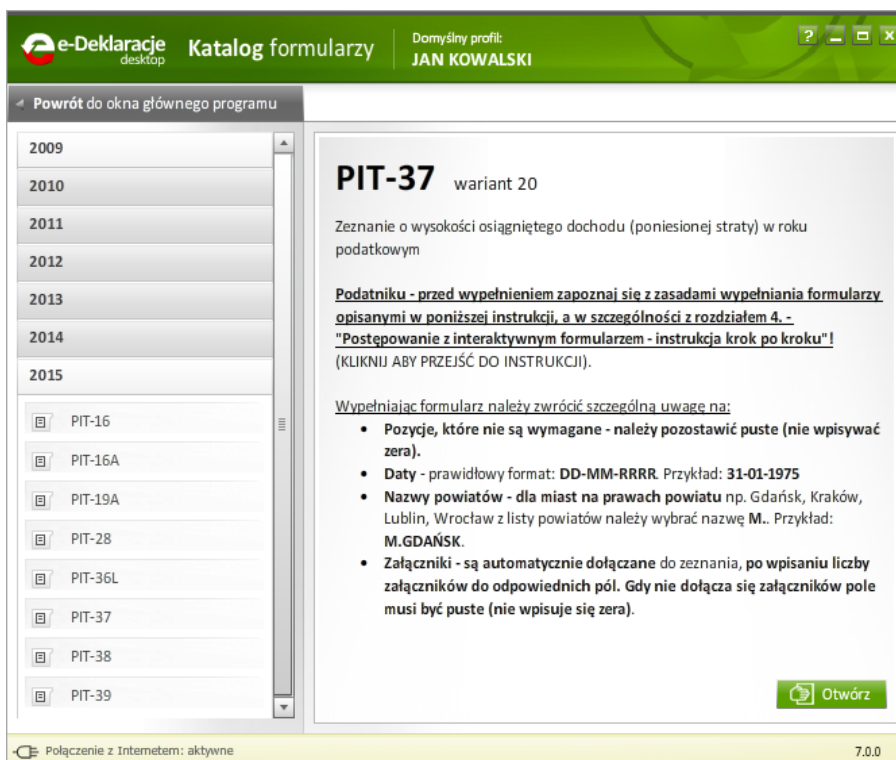 e-Deklaracje
desktop
Katalog formularzy
Domyślny profil:
JAN KOWALSKI
?
Powrót do okna głównego programu
2009
2010
2011
2012
2013
2014
2015
PIT-16
PIT-16A
PIT-19A
PIT-28
PIT-36L
PIT-37
PIT-38
PIT-39
PIT-37 wariant 20
Zeznanie o wysokości osiągniętego dochodu (poniesionej straty) w roku
podatkowym
Podatniku - przed wypełnieniem zapoznaj się z zasadami wypełniania formularzy
opisanymi w poniższej instrukcji, a w szczególności z rozdziałem 4. -
"Postępowanie z interaktywnym formularzem - instrukcja krok po kroku"!
(KLIKNIJ ABY PRZEJŚĆ DO INSTRUKCJI).
Wypełniając formularz należy zwrócić szczególną uwagę na:
• Pozycje, które nie są wymagane - należy pozostawić puste (nie wpisywać
zera).
• Daty - prawidłowy format: DD-MM-RRRR. Przykład: 31-01-1975
• Nazwy powiatów - dla miast na prawach powiatu np. Gdańsk, Kraków,
Lublin, Wrocław z listy powiatów należy wybrać nazwę M.. Przykład:
M.GDAŃSK.
• Załączniki - są automatycznie dołączane do zeznania, po wpisaniu liczby
załączników do odpowiednich pól. Gdy nie dołącza się załączników pole
musi być puste (nie wpisuje się zera).
Otwórz
Połączenie z Internetem: aktywne
7.0.0